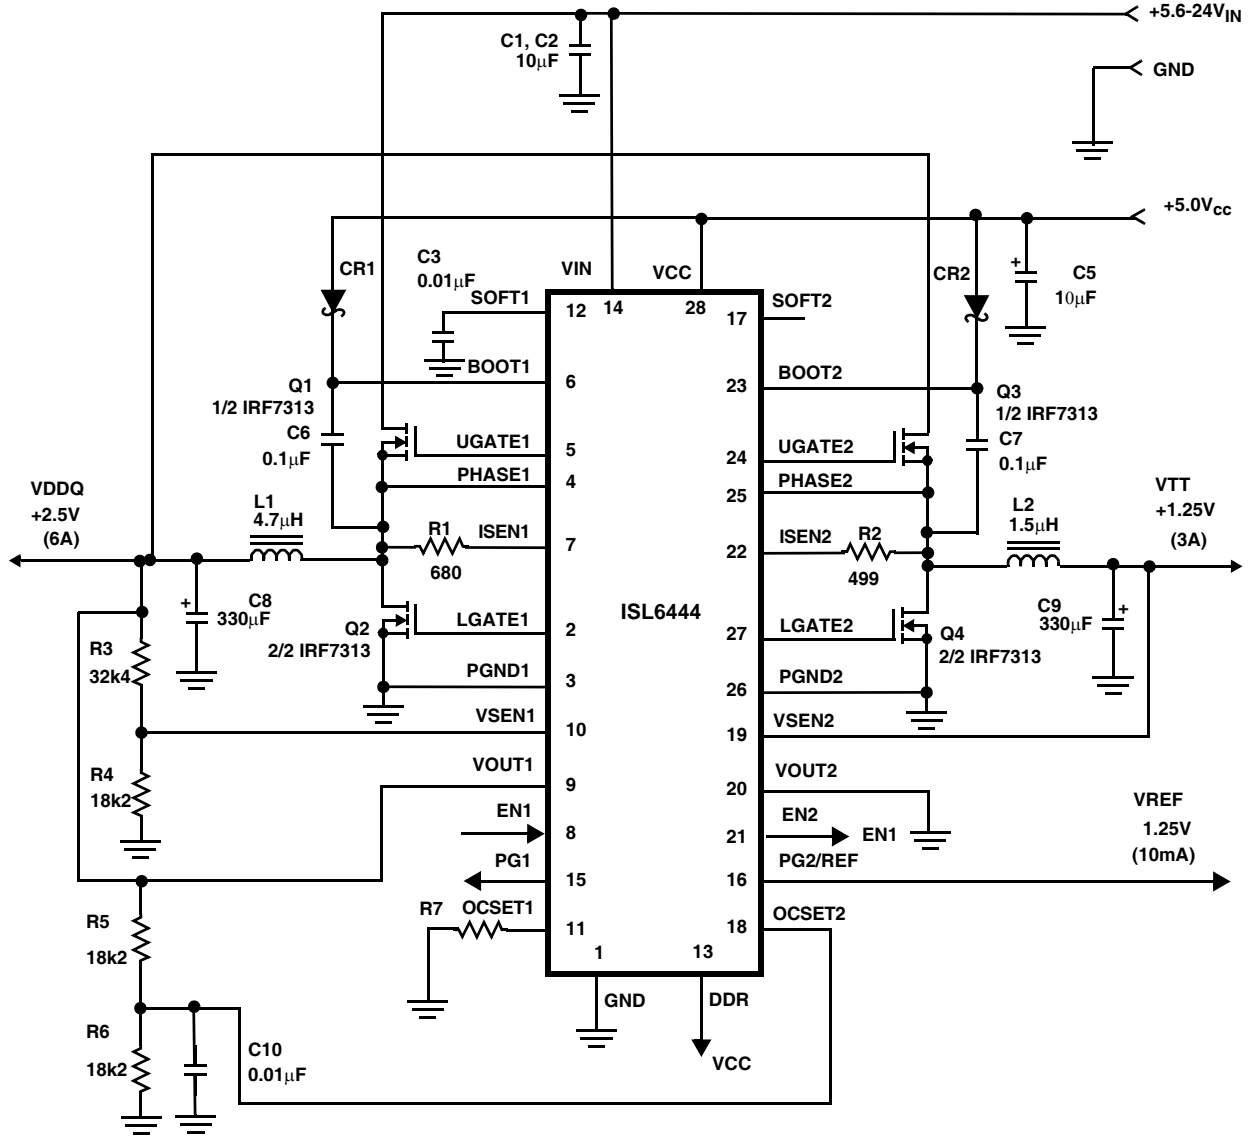 +5.6-24VIN
C1, C2
10µF
GND
+5.0Vcc
CR1
C3
0.01µF
VIN
VCC
CR2
C5
10µF
SOFT1
12
14
28
17
SOFT2
BOOT1
6
23
BOOT2
Q1
1/2 IRF7313
C6
0.1µF
Q3
1/2 IRF7313
C7
0.1µF
UGATE1
5
24
UGATE2
PHASE1
4
25
PHASE2
VDDQ
+2.5V
(6A)
L1
4.7µH
R1
680
ISEN1
7
22
ISEN2
R2
499
L2
1.5µH
VTT
+1.25V
(3A)
+
C8
330µF
ISL6444
C9
330µF
+
Q2
2/2 IRF7313
LGATE1
2
27
LGATE2
Q4
2/2 IRF7313
R3
32k4
PGND1
3
26
PGND2
VSEN1
10
19
VSEN2
R4
18k2
VOUT1
9
20
VOUT2
EN1
8
21
EN2
EN1
VREF
1.25V
(10mA)
PG1
15
16
PG2/REF
R7
OCSET1
11
18
OCSET2
R5
18k2
1
13
GND
DDR
VCC
R6
18k2
C10
0.01µF
+